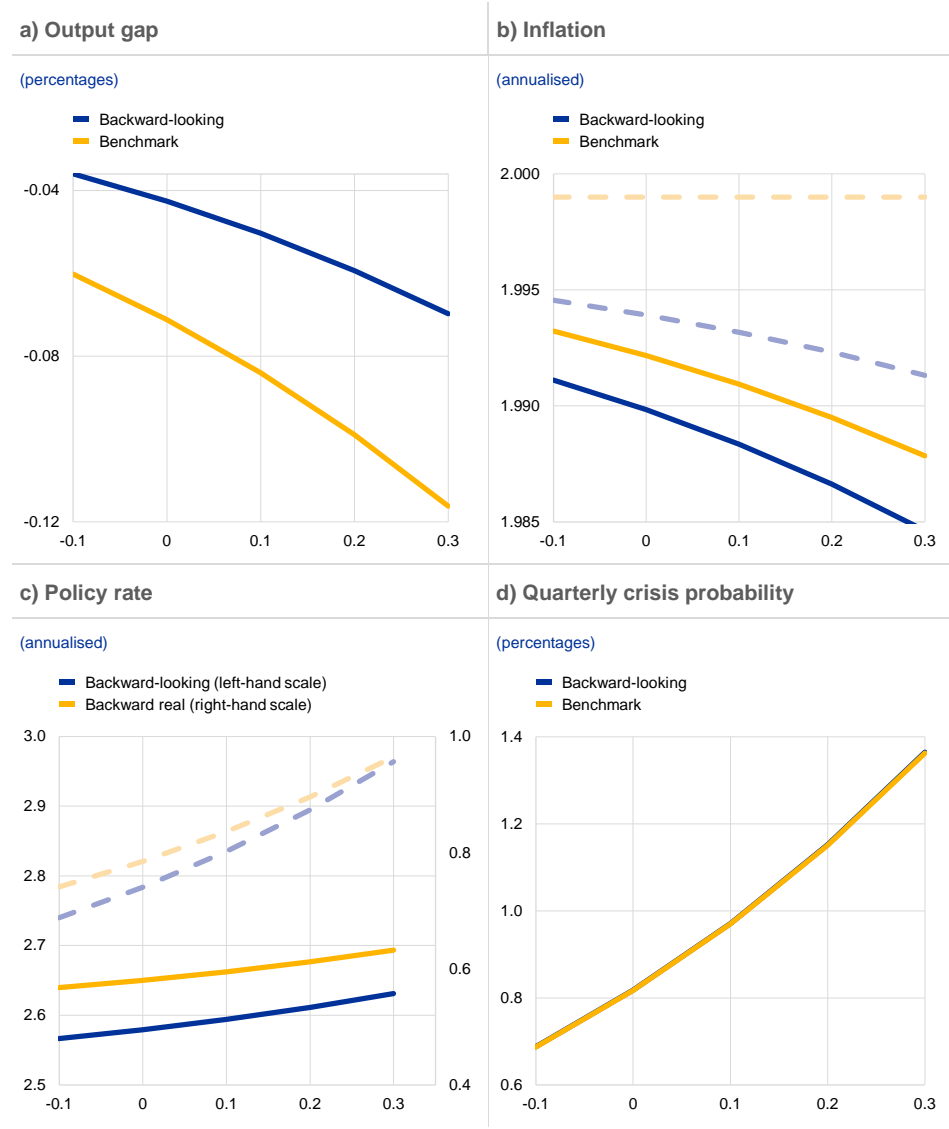 a) Output gap
(percentages)
Backward-looking
Benchmark
-0.04
-0.08
-0.12
-0.1 0 0.1 0.2 0.3
b) Inflation
(annualised)
Backward-looking
Benchmark
2.000
1.995
1.990
1.985
-0.1 0 0.1 0.2 0.3
c) Policy rate
(annualised)
Backward-looking (left-hand scale)
Backward real (right-hand scale)
3.0 1.0
2.9
2.8 0.8
2.7
0.6
2.6
2.5 0.4
-0.1 0 0.1 0.2 0.3
d) Quarterly crisis probability
(percentages)
Backward-looking
Benchmark
1.4
1.2
1.0
0.8
0.6
-0.1 0 0.1 0.2 0.3